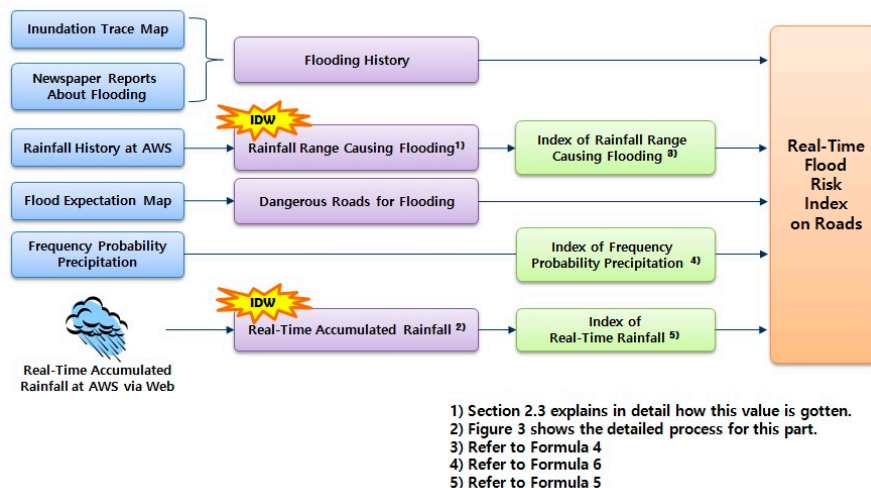 Inundation Trace Map
Newspaper Reports
About Flooding
Flooding History
IDW
Rainfall History at AWS
Rainfall Range Causing Flooding1)
Index of Rainfall Range
Causing Flooding 3)
Flood Expectation Map
Dangerous Roads for Flooding
Frequency Probability
Precipitation
Index of Frequency
Probability Precipitation 4)
IDW
Real-Time Accumulated Rainfall 2)
Index of
Real-Time Rainfall 5)
Real-Time Accumulated
Rainfall at AWS via Web
Real-Time
Flood
Risk
Index
on Roads
1) Section 2.3 explains in detail how this value is gotten.
2) Figure 3 shows the detailed process for this part.
3) Refer to Formula 4
4) Refer to Formula 6
5) Refer to Formula 5